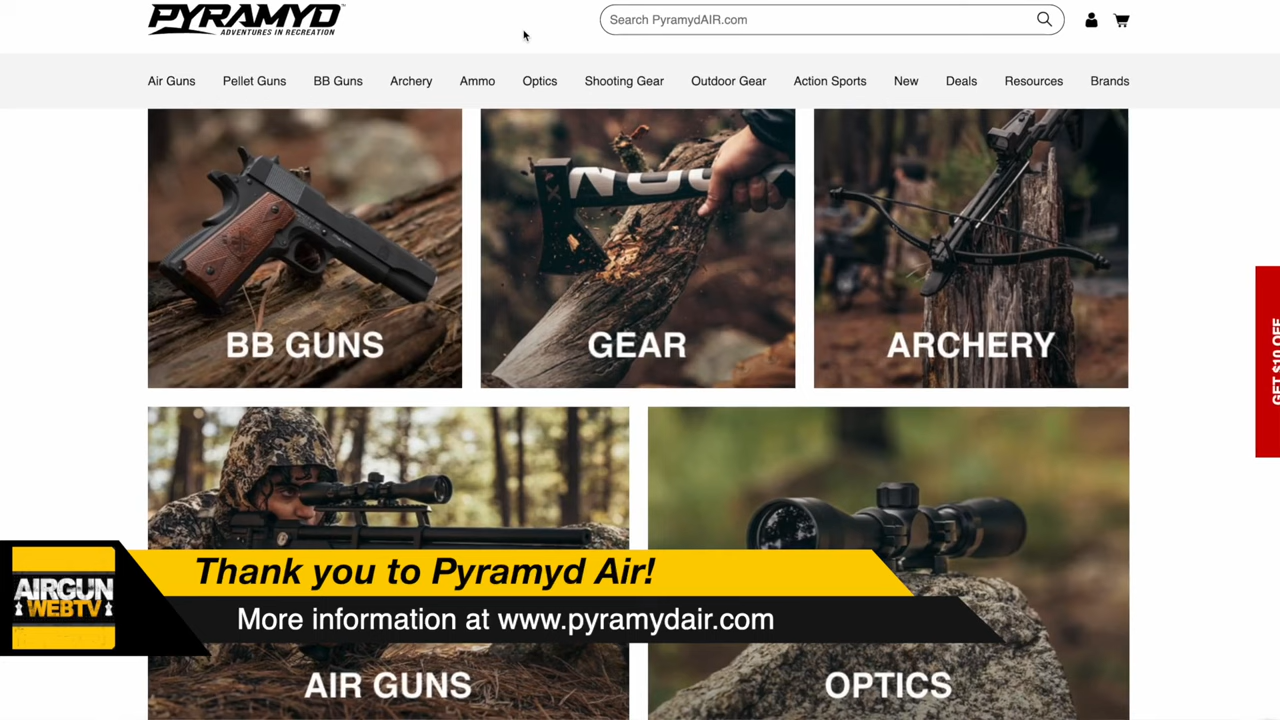 PYRAMYD
ADVENTURES IN RECREATION
Search PyramydAIR.com
Air Guns Pellet Guns BB Guns Archery Ammo Optics Shooting Gear Outdoor Gear Action Sports New Deals Resources Brands
BB GUNS
GEAR
ARCHERY
GET $10 OFF
Thank you to Pyramyd Air!
AIRGUN
WEBTV
More information at www.pyramydair.com
AIR GUNS
OPTICS